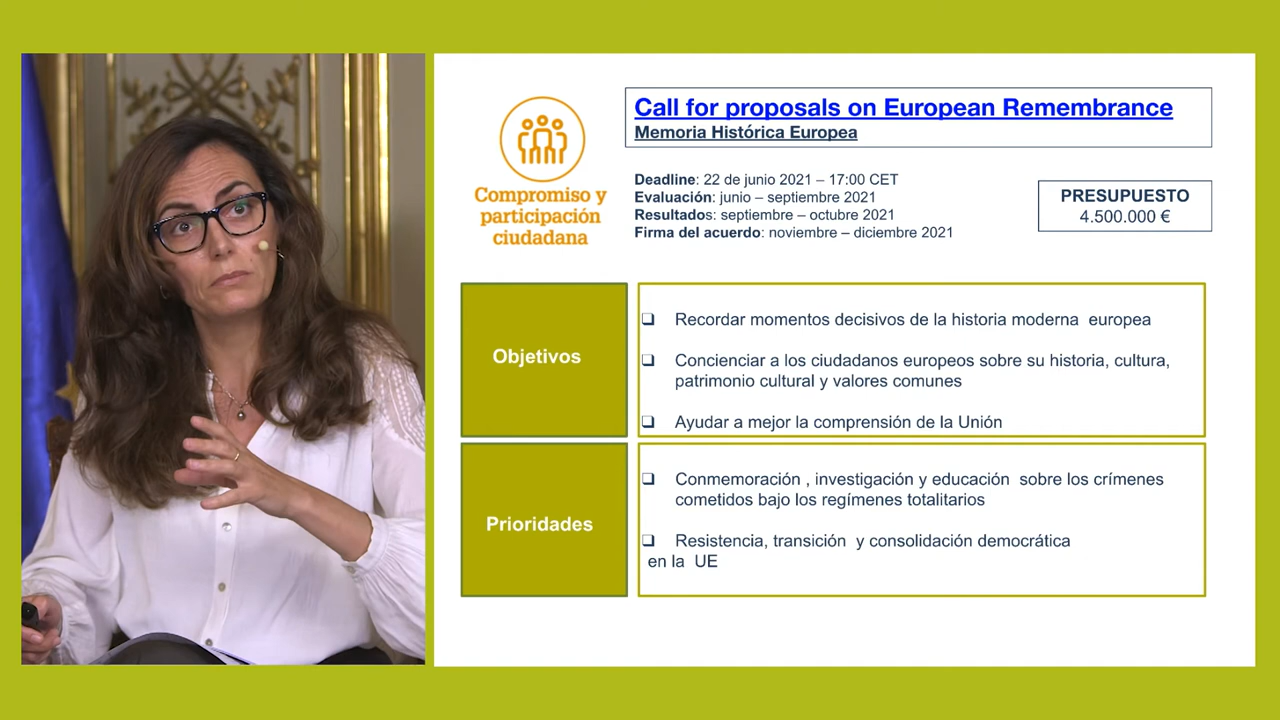 Call for proposals on European Remembrance
Memoria Histórica Europea
Compromiso y
participación
ciudadana
Deadline: 22 de junio 2021 – 17:00 CET
Evaluación: junio – septiembre 2021
Resultados: septiembre – octubre 2021
Firma del acuerdo: noviembre – diciembre 2021
PRESUPUESTO
4.500.000 €
Objetivos
❑ Recordar momentos decisivos de la historia moderna europea
❑ Concienciar a los ciudadanos europeos sobre su historia, cultura,
patrimonio cultural y valores comunes
❑ Ayudar a mejor la comprensión de la Unión
Prioridades
❑ Conmemoración , investigación y educación sobre los crímenes
cometidos bajo los regímenes totalitarios
❑ Resistencia, transición y consolidación democrática
en la UE